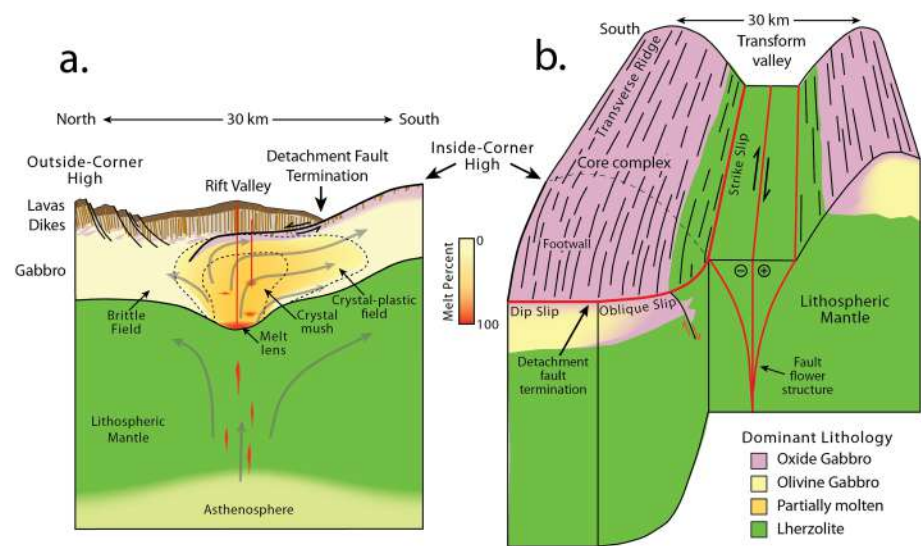 a.
North
30 km
South
Outside-Corner
High
Rift Valley
Detachment Fault
Termination
Inside-Corner
High
Lavas
Dikes
Gabbro
Brittle
Field
Melt
lens
Crystal
mush
Crystal-plastic
field
Lithospheric
Mantle
Asthenosphere
Melt Percent
0
100
b.
South
30 km
Transform
valley
Transverse Ridge
Core complex
Strike Slip
Footwall
Dip Slip
Oblique Slip
Detachment
fault
termination
− +
Lithospheric
Mantle
Fault
flower
structure
Dominant Lithology
Oxide Gabbro
Olivine Gabbro
Partially molten
Lherzolite